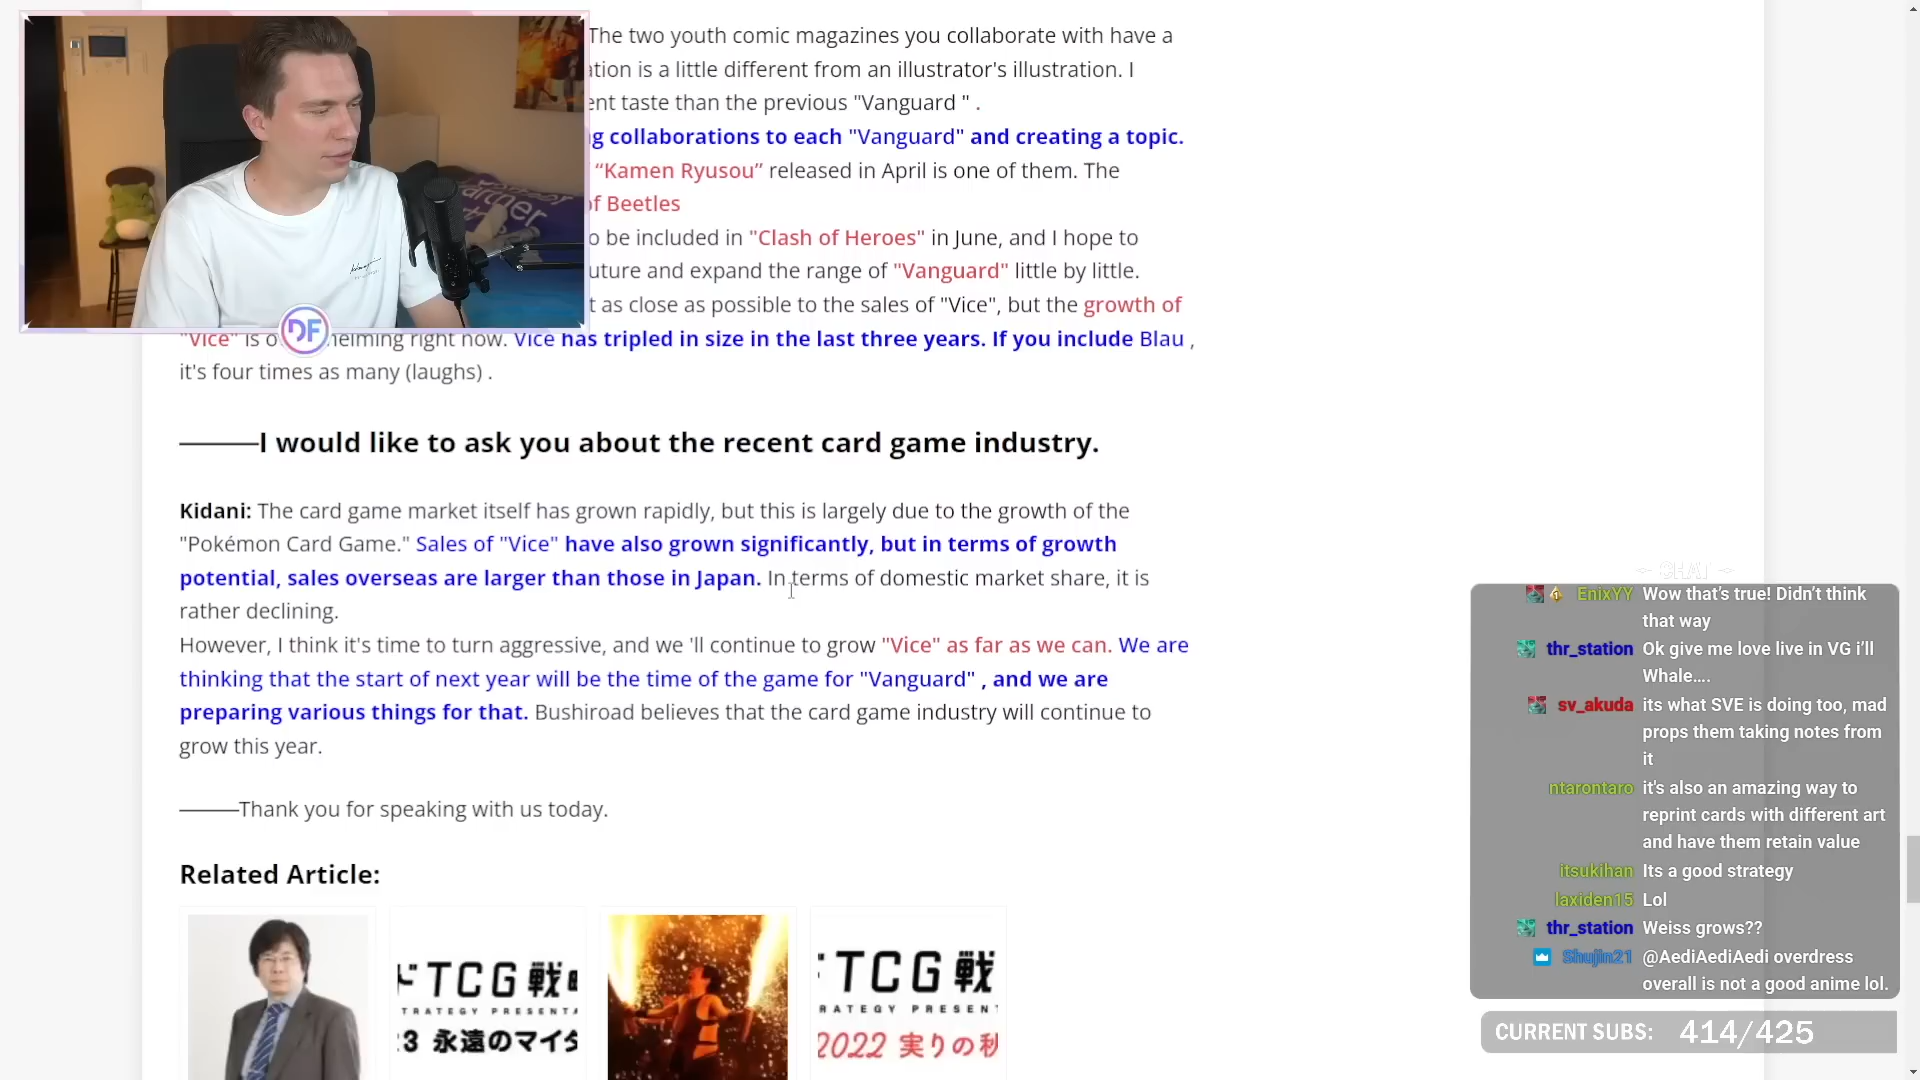 The two youth comic magazines you collaborate with have a
ation is a little different from an illustrator's illustration. I
ent taste than the previous "Vanguard " .
ng collaborations to each "Vanguard" and creating a topic.
“Kamen Ryusou” released in April is one of them. The
of Beetles
o be included in "Clash of Heroes" in June, and I hope to
uture and expand the range of "Vanguard" little by little.
t as close as possible to the sales of "Vice", but the growth of
"Vice" is o helming right now. Vice has tripled in size in the last three years. If you include Blau ,
it's four times as many (laughs) .
DF
———I would like to ask you about the recent card game industry.
Kidani: The card game market itself has grown rapidly, but this is largely due to the growth of the
"Pokémon Card Game." Sales of "Vice" have also grown significantly, but in terms of growth
potential, sales overseas are larger than those in Japan. In terms of domestic market share, it is
rather declining.
However, I think it's time to turn aggressive, and we 'll continue to grow "Vice" as far as we can. We are
thinking that the start of next year will be the time of the game for "Vanguard" , and we are
preparing various things for that. Bushiroad believes that the card game industry will continue to
grow this year.
———Thank you for speaking with us today.
Related Article:
ドTCG戦
TRATEGY PRESENT
3 永遠のマイ
TCG戦
RATEGY PRESEN
2022 実りの秋
CHAT
EnixYY Wow that’s true! Didn’t think
that way
thr_station Ok give me love live in VG i’ll
Whale....
sv_akuda its what SVE is doing too, mad
props them taking notes from
it
ntarontaro it's also an amazing way to
reprint cards with different art
and have them retain value
itsukihan Its a good strategy
laxiden15 Lol
thr_station Weiss grows??
Shujin21 @AediAediAedi overdress
overall is not a good anime lol.
CURRENT SUBS: 414/425